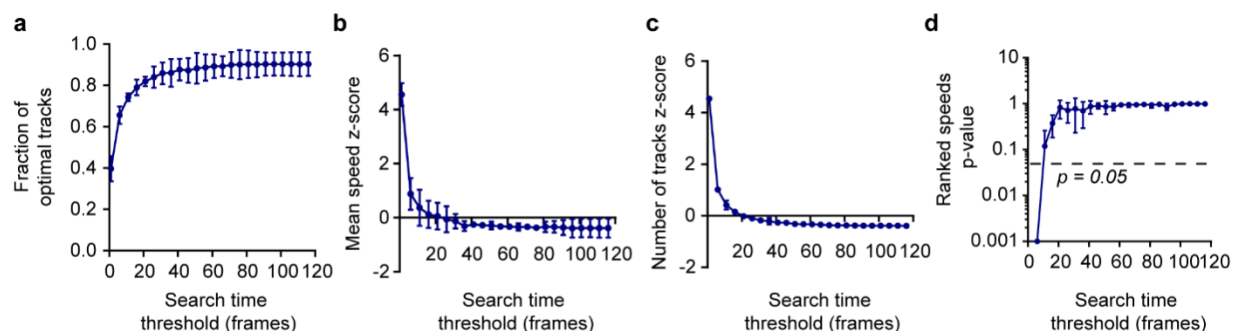 a
Fraction of
optimal tracks
1.0
0.8
0.6
0.4
0.2
0.0
0 20 40 60 80 100 120
Search time
threshold (frames)
b
Mean speed z-score
6
4
2
0
-2
20 40 60 80 100 120
Search time
threshold (frames)
c
Number of tracks z-score
6
4
2
0
-2
20 40 60 80 100 120
Search time
threshold (frames)
d
Ranked speeds
p-value
10
1
0.1
0.01
0.001
p = 0.05
0 20 40 60 80 100 120
Search time
threshold (frames)